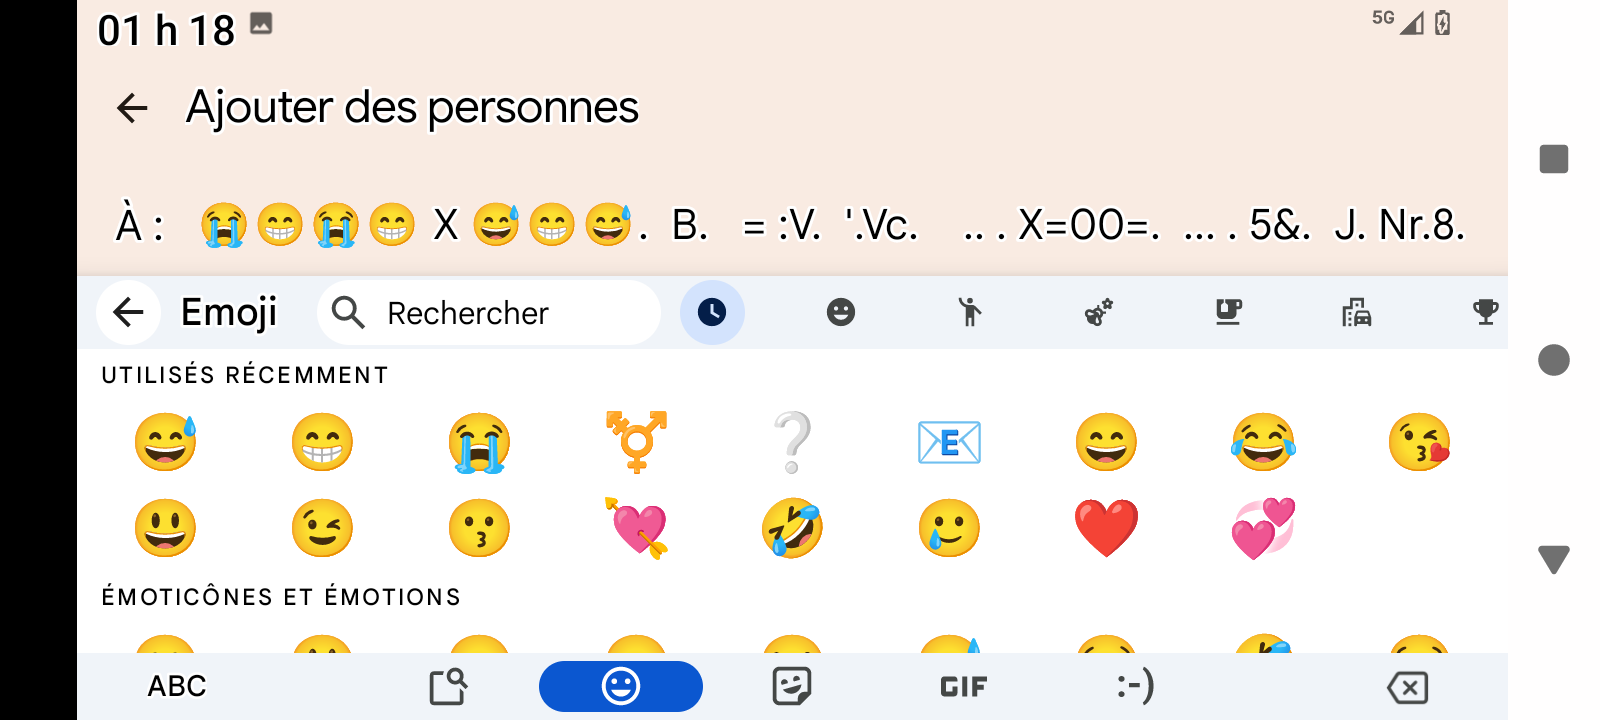 01 h 18 5G
Ajouter des personnes
À : 😭😁😭😁 X 😅😁😅. B. = :V. '.Vc. .. . X=00=. ... . 5&. J. Nr.8.
Emoji Rechercher
UTILISÉS RÉCEMMENT
ÉMOTICÔNES ET ÉMOTIONS
ABC GIF :-)